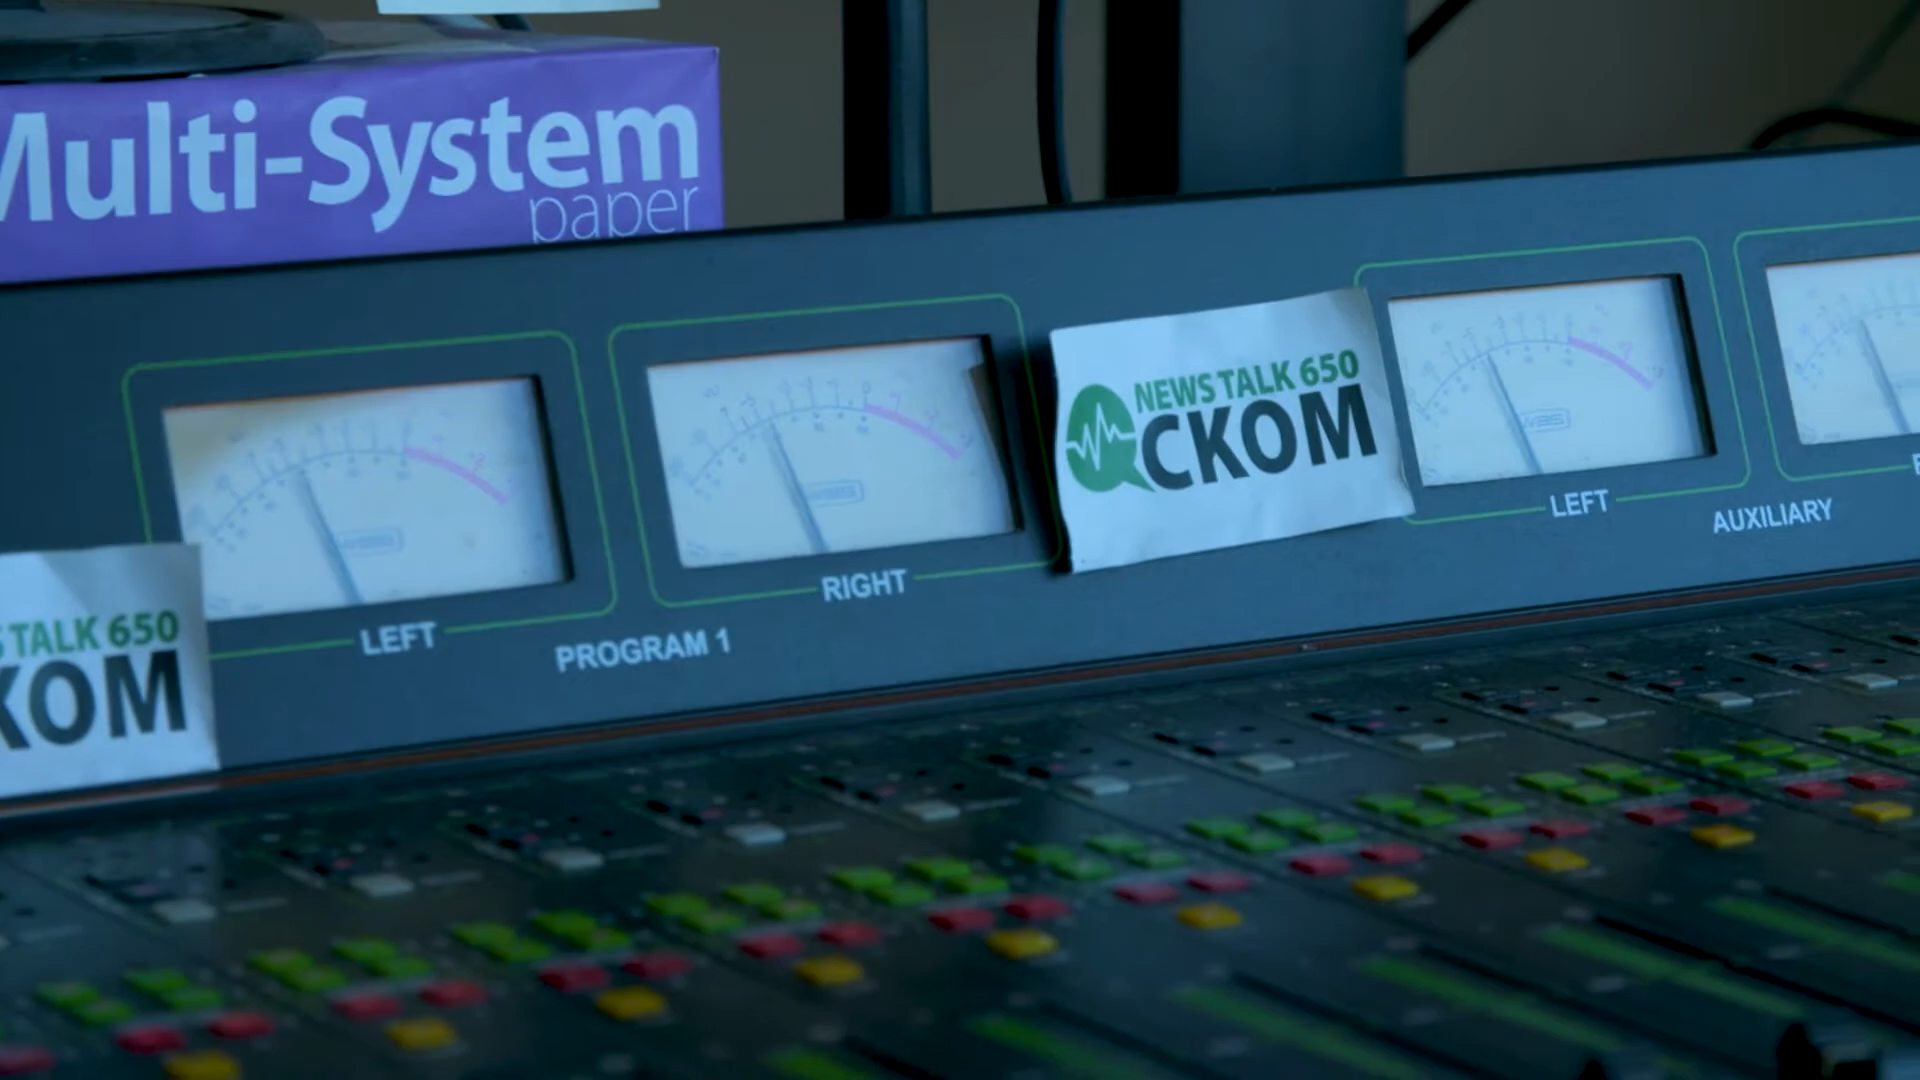 Multi-System
paper
NEWS TALK 650
CKOM
LEFT
AUXILIARY
RIGHT
TALK 650
KOM
LEFT
PROGRAM 1